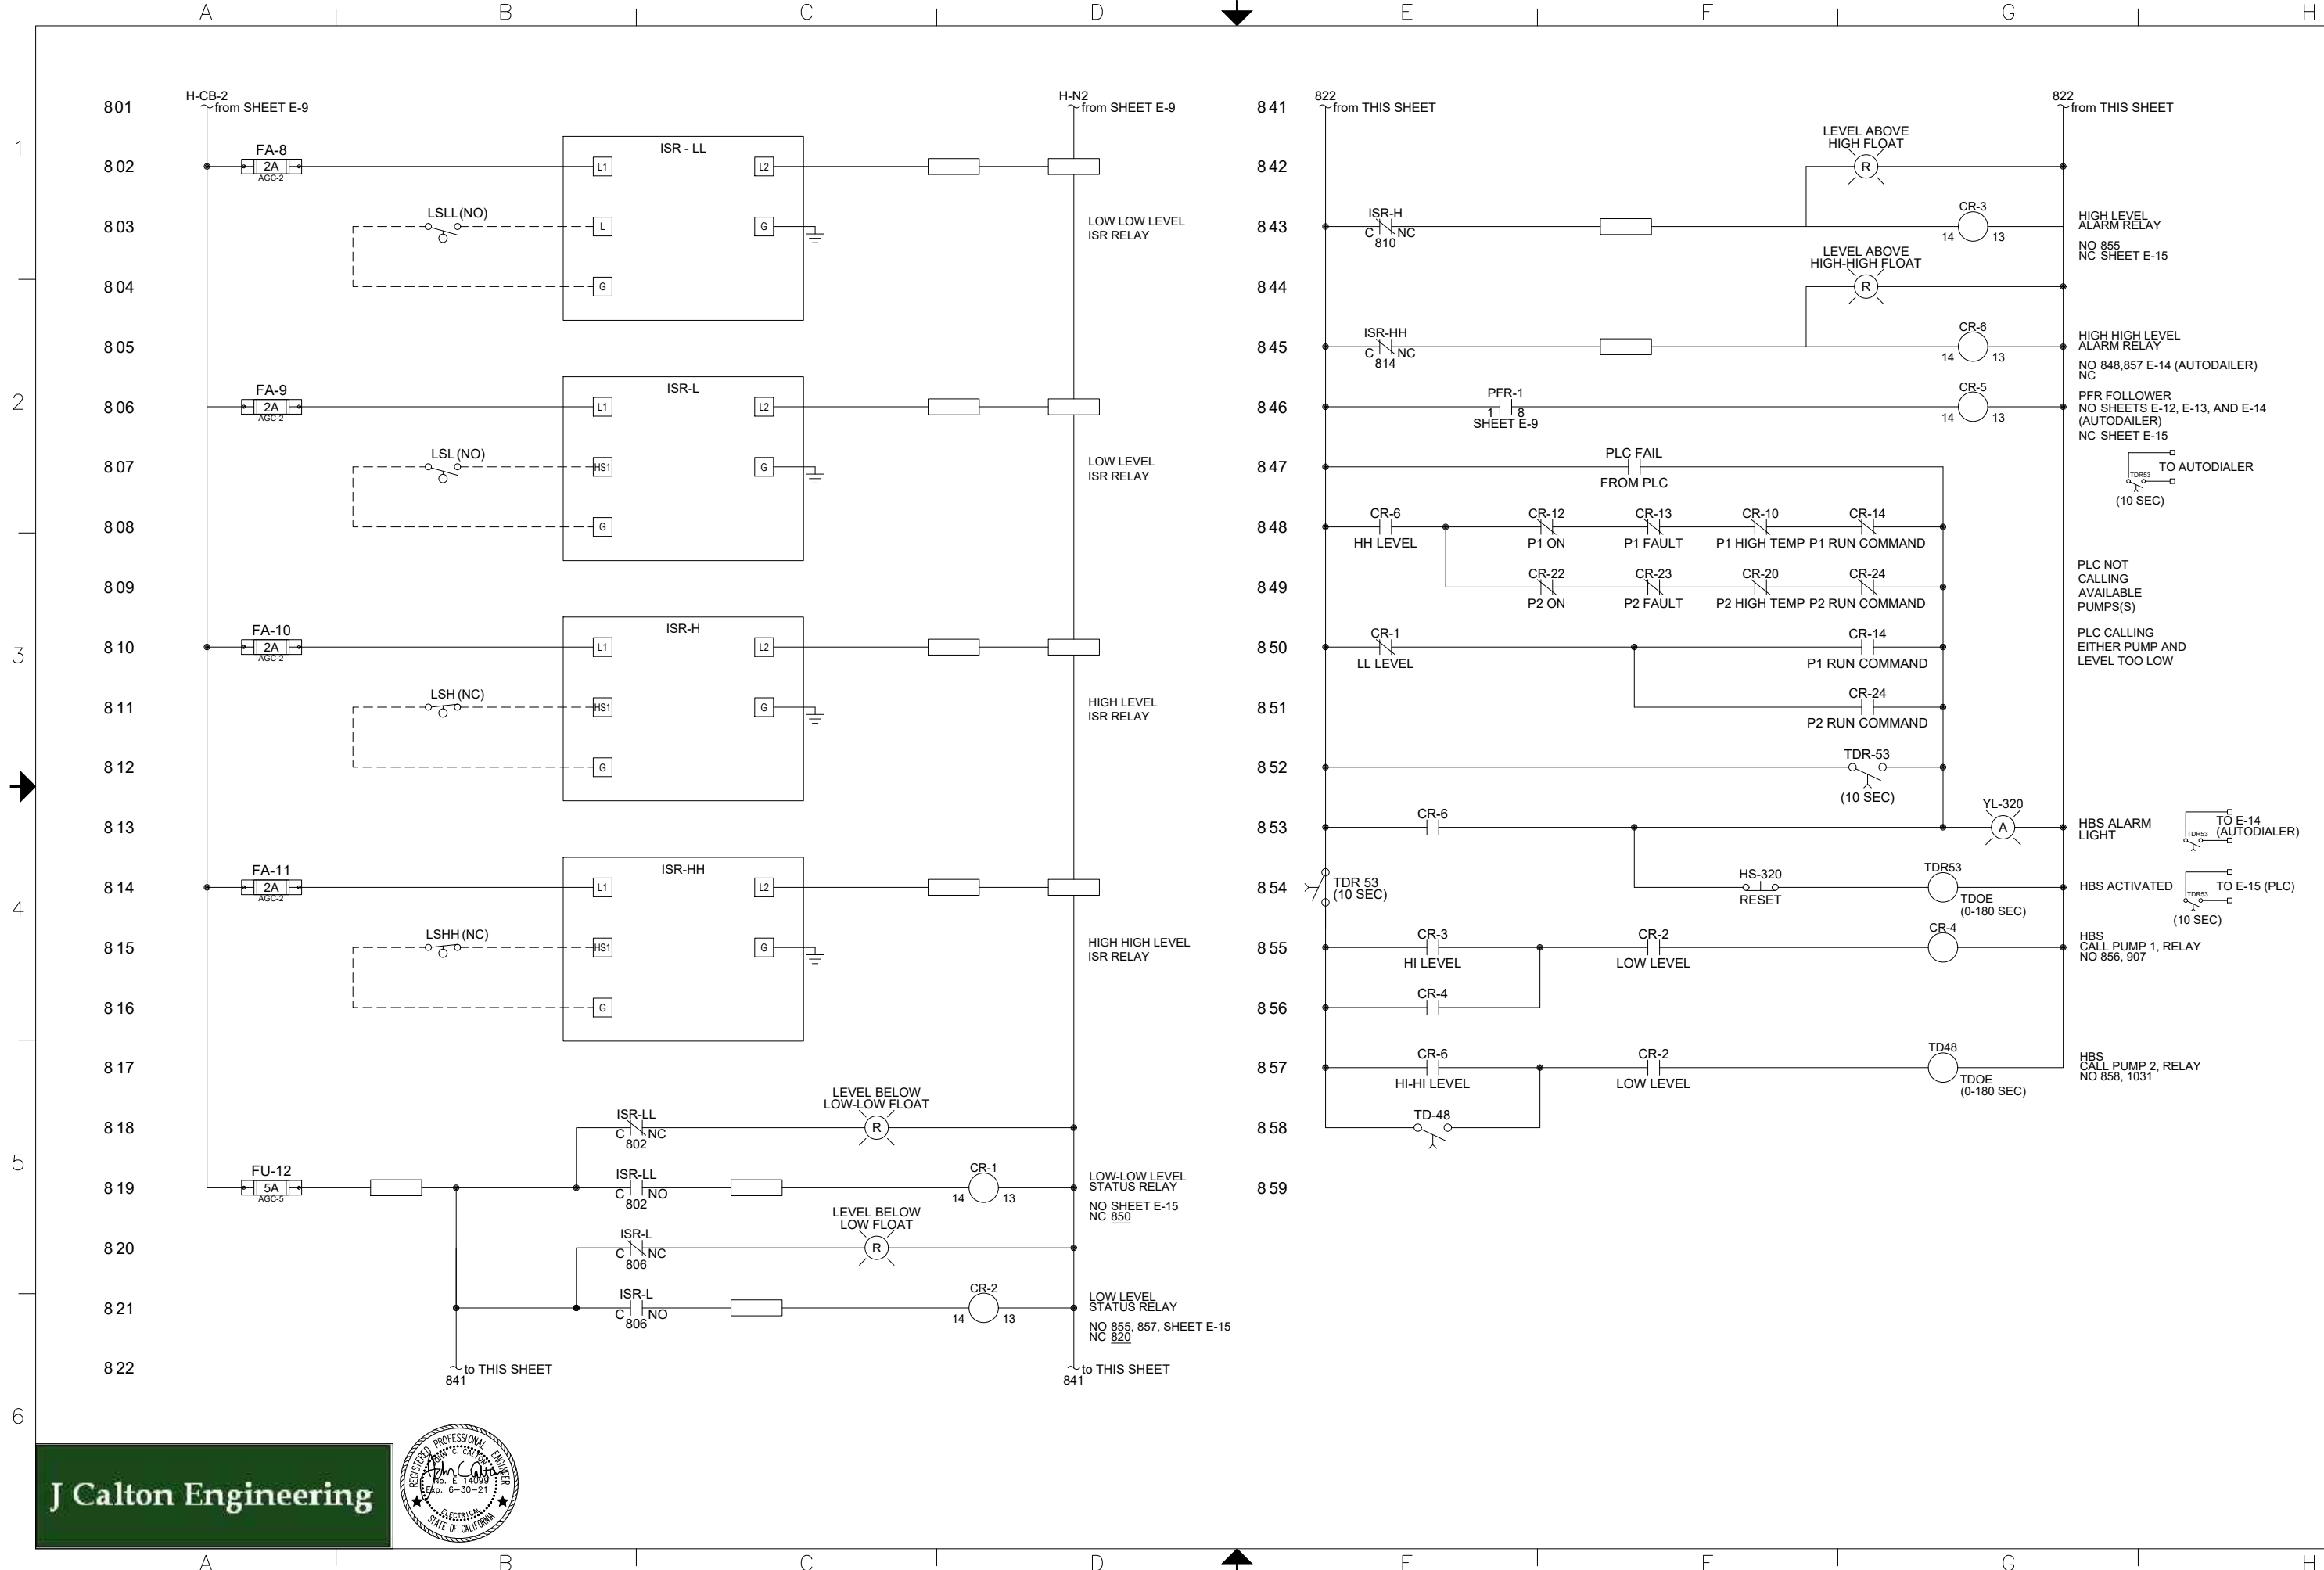 A B C D E F G H
1
2
3
4
5
6
801 H-CB-2 from SHEET E-9 H-N2 from SHEET E-9
802 FA-8 2A AGC-2 L1 ISR - LL L2
803 LSLL(NO) L G LOW LOW LEVEL
ISR RELAY
804 G
805
806 FA-9 2A AGC-2 L1 ISR-L L2
807 LSL(NO) HS1 G LOW LEVEL
ISR RELAY
808 G
809
810 FA-10 2A AGC-2 L1 ISR-H L2
811 LSH(NC) HS1 G HIGH LEVEL
ISR RELAY
812 G
813
814 FA-11 2A AGC-2 L1 ISR-HH L2
815 LSHH(NC) HS1 G HIGH HIGH LEVEL
ISR RELAY
816 G
817
LEVEL BELOW
LOW-LOW FLOAT
818 ISR-LL C NC 802 R
819 FU-12 5A AGC-5 ISR-LL C NO 802 CR-1 14 13
LOW-LOW LEVEL
STATUS RELAY
NO SHEET E-15
NC 850
LEVEL BELOW
LOW FLOAT
820 ISR-L C NC 806 R
821 ISR-L C NO 806 CR-2 14 13
LOW LEVEL
STATUS RELAY
NO 855, 857, SHEET E-15
NC 820
822 to THIS SHEET 841 to THIS SHEET 841
841 822 from THIS SHEET 822 from THIS SHEET
LEVEL ABOVE
HIGH FLOAT
842 R
843 ISR-H C NC 810 CR-3 14 13
HIGH LEVEL
ALARM RELAY
NO 855
NC SHEET E-15
LEVEL ABOVE
HIGH-HIGH FLOAT
844 R
845 ISR-HH C NC 814 CR-6 14 13
HIGH HIGH LEVEL
ALARM RELAY
NO 848,857 E-14 (AUTODAILER)
NC
846 PFR-1 1 8 SHEET E-9 CR-5 14 13
PFR FOLLOWER
NO SHEETS E-12, E-13, AND E-14
(AUTODAILER)
NC SHEET E-15
847 PLC FAIL
FROM PLC
TDR53 TO AUTODIALER
(10 SEC)
848 CR-6 CR-12 CR-13 CR-10 CR-14
HH LEVEL P1 ON P1 FAULT P1 HIGH TEMP P1 RUN COMMAND
849 CR-22 CR-23 CR-20 CR-24
P2 ON P2 FAULT P2 HIGH TEMP P2 RUN COMMAND
PLC NOT
CALLING
AVAILABLE
PUMPS(S)
850 CR-1 CR-14
LL LEVEL P1 RUN COMMAND
PLC CALLING
EITHER PUMP AND
LEVEL TOO LOW
851 CR-24
P2 RUN COMMAND
852 TDR-53
(10 SEC)
853 CR-6 YL-320 A
HBS ALARM
LIGHT
TDR53 TO E-14
(AUTODIALER)
854 TDR 53
(10 SEC)
HS-320
RESET
TDR53
TDOE
(0-180 SEC)
HBS ACTIVATED
TDR53 TO E-15 (PLC)
(10 SEC)
855 CR-3 CR-2 CR-4
HI LEVEL LOW LEVEL
HBS
CALL PUMP 1, RELAY
NO 856, 907
856 CR-4
857 CR-6 CR-2 TD48
HI-HI LEVEL LOW LEVEL
TDOE
(0-180 SEC)
HBS
CALL PUMP 2, RELAY
NO 858, 1031
858 TD-48
859
J Calton Engineering
REGISTERED PROFESSIONAL ENGINEER
JOHN C. CALTON
No. E 14099
Exp. 6-30-21
ELECTRICAL
STATE OF CALIFORNIA
A B C D E F G H